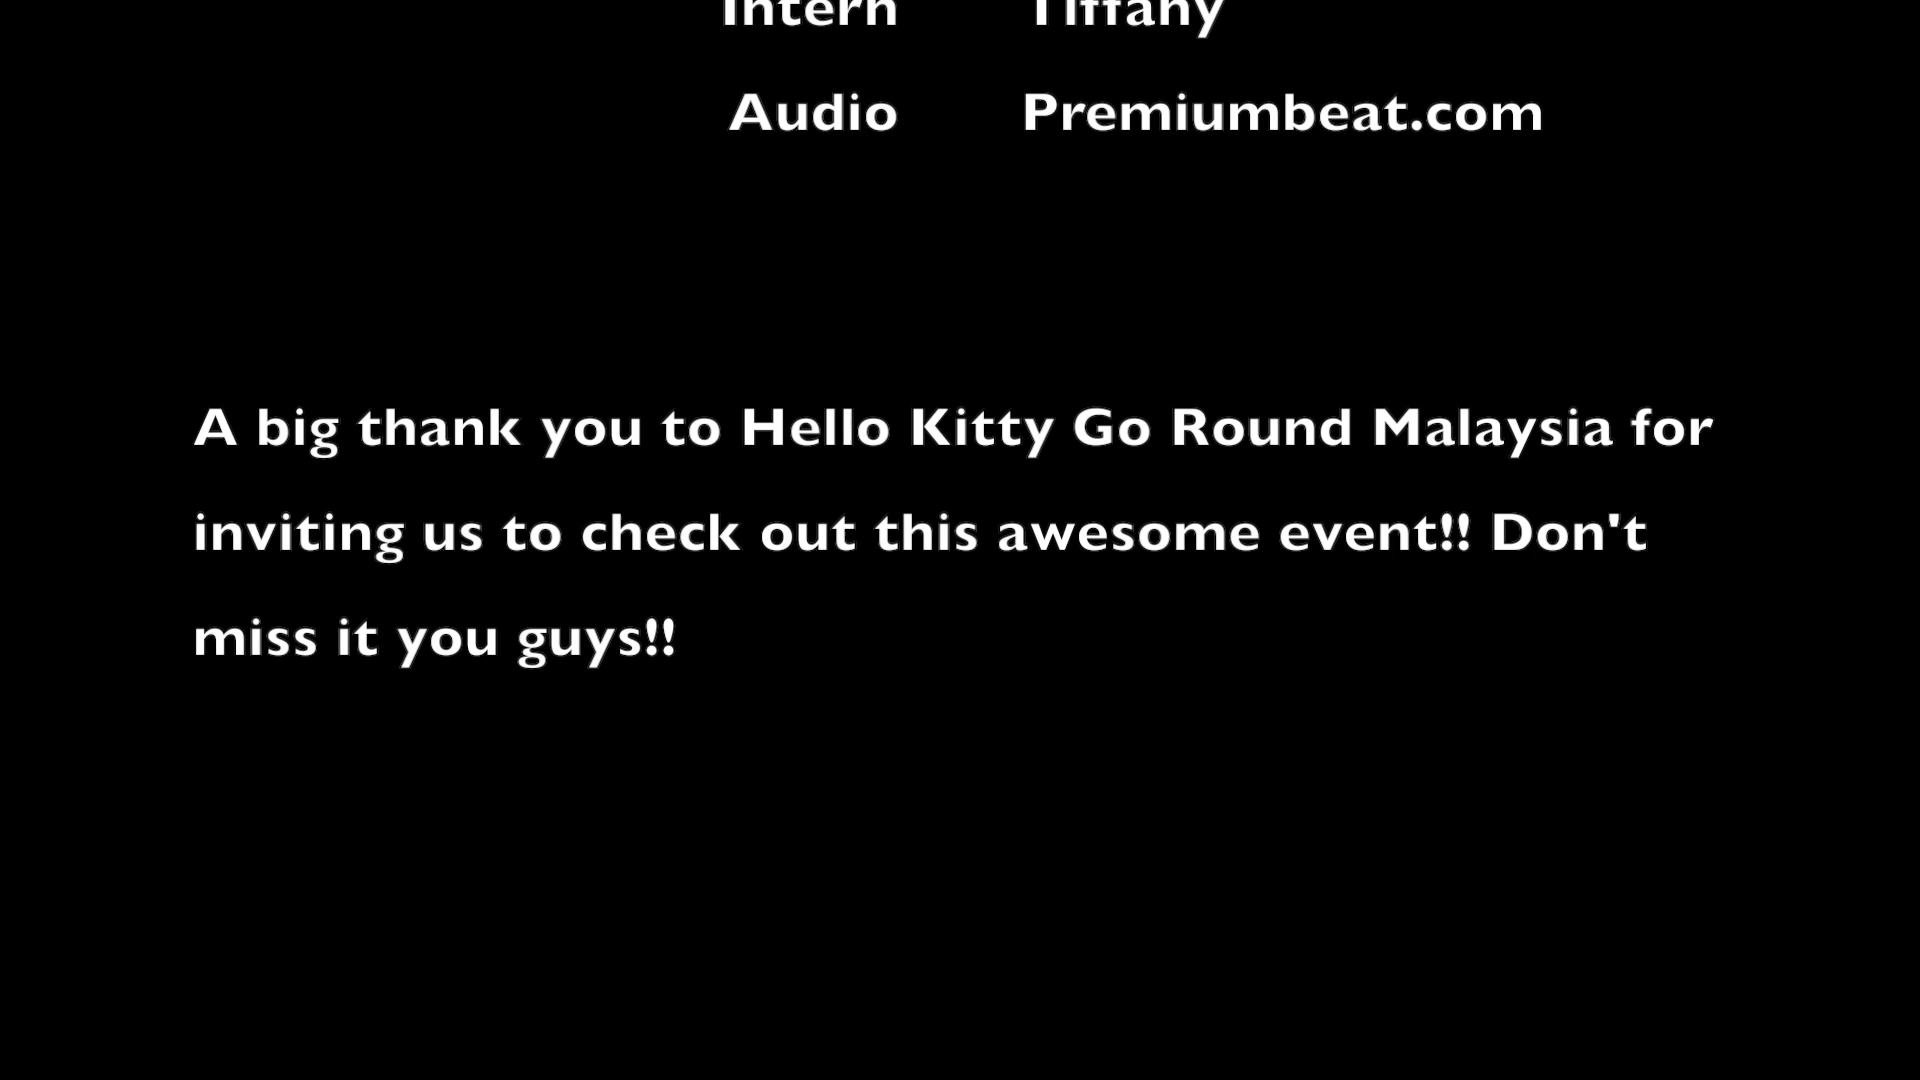 Intern Tiffany
Audio Premiumbeat.com
A big thank you to Hello Kitty Go Round Malaysia for
inviting us to check out this awesome event!! Don't
miss it you guys!!